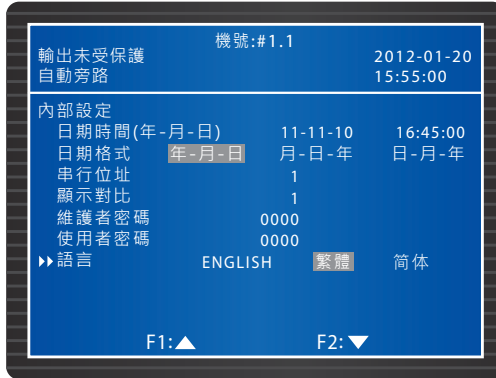 機號:#1.1
輸出未受保護 2012-01-20
自動旁路 15:55:00
內部設定
日期時間(年-月-日) 11-11-10 16:45:00
日期格式 年-月-日 月-日-年 日-月-年
串行位址 1
顯示對比 1
維護者密碼 0000
使用者密碼 0000
語言 ENGLISH 繁體 简体
F1:▲ F2:▼